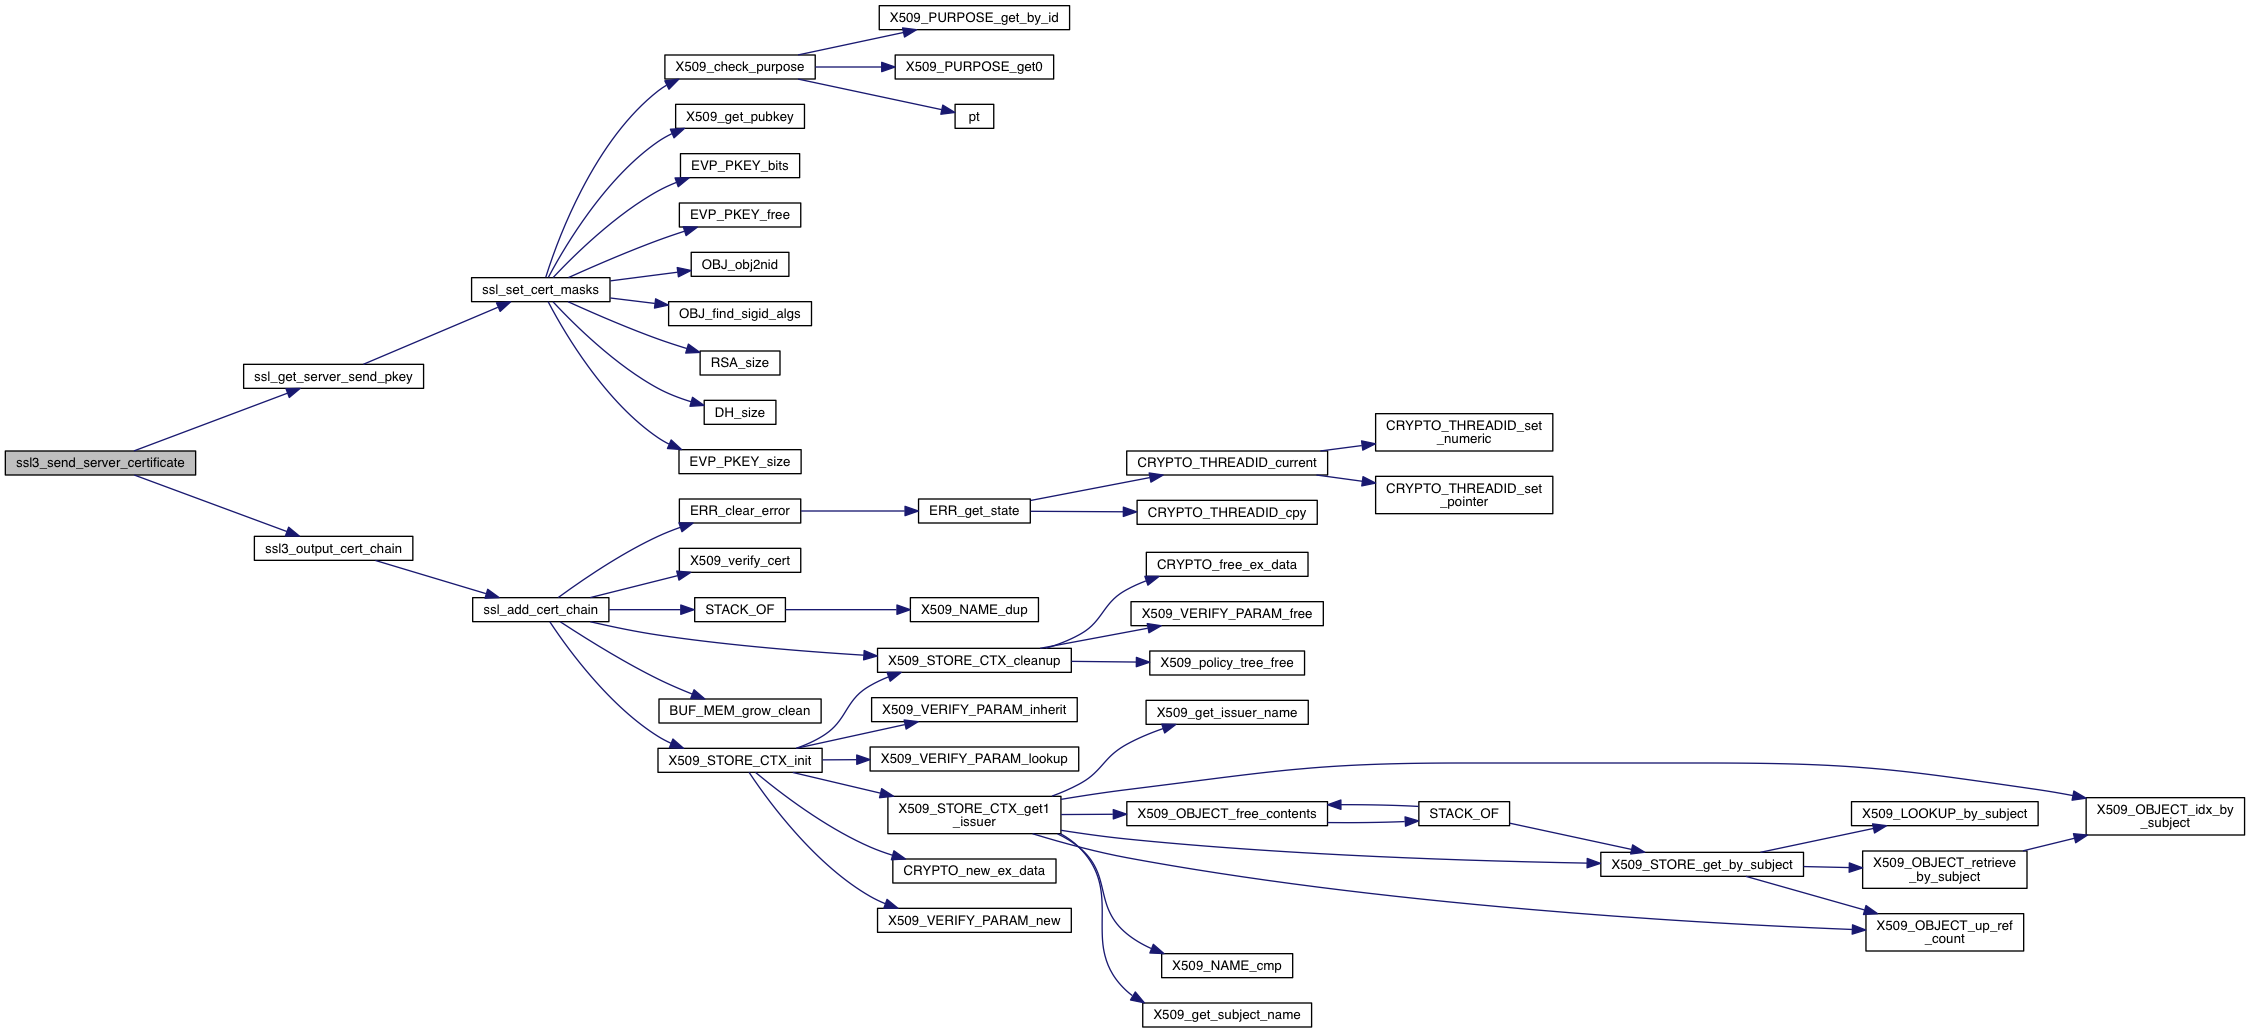 X509_PURPOSE_get_by_id
X509_check_purpose
X509_PURPOSE_get0
X509_get_pubkey
pt
EVP_PKEY_bits
EVP_PKEY_free
OBJ_obj2nid
ssl_set_cert_masks
OBJ_find_sigid_algs
RSA_size
ssl_get_server_send_pkey
DH_size
CRYPTO_THREADID_set
_numeric
ssl3_send_server_certificate
EVP_PKEY_size
CRYPTO_THREADID_current
CRYPTO_THREADID_set
_pointer
ERR_clear_error
ERR_get_state
CRYPTO_THREADID_cpy
ssl3_output_cert_chain
X509_verify_cert
CRYPTO_free_ex_data
ssl_add_cert_chain
STACK_OF
X509_NAME_dup
X509_VERIFY_PARAM_free
X509_STORE_CTX_cleanup
X509_policy_tree_free
BUF_MEM_grow_clean
X509_VERIFY_PARAM_inherit
X509_get_issuer_name
X509_STORE_CTX_init
X509_VERIFY_PARAM_lookup
X509_STORE_CTX_get1
_issuer
X509_OBJECT_free_contents
STACK_OF
X509_LOOKUP_by_subject
X509_OBJECT_idx_by
_subject
CRYPTO_new_ex_data
X509_STORE_get_by_subject
X509_OBJECT_retrieve
_by_subject
X509_VERIFY_PARAM_new
X509_OBJECT_up_ref
_count
X509_NAME_cmp
X509_get_subject_name